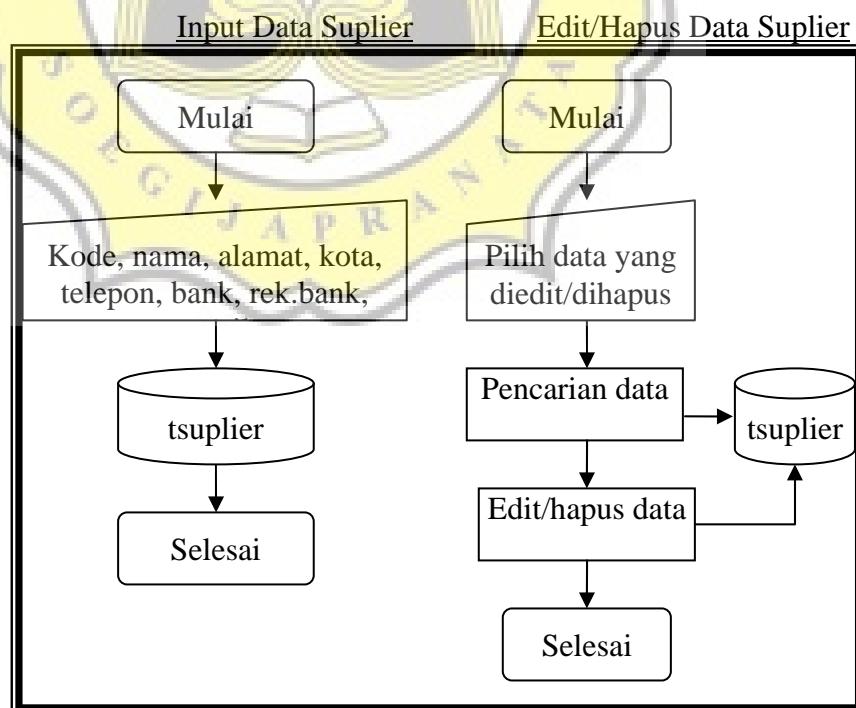 Input Data Suplier
Mulai
Kode, nama, alamat, kota,
telepon, bank, rek.bank,
tsuplier
Selesai
Edit/Hapus Data Suplier
Mulai
Pilih data yang
diedit/dihapus
Pencarian data
tsuplier
Edit/hapus data
Selesai
SOEGIJAPRANATA